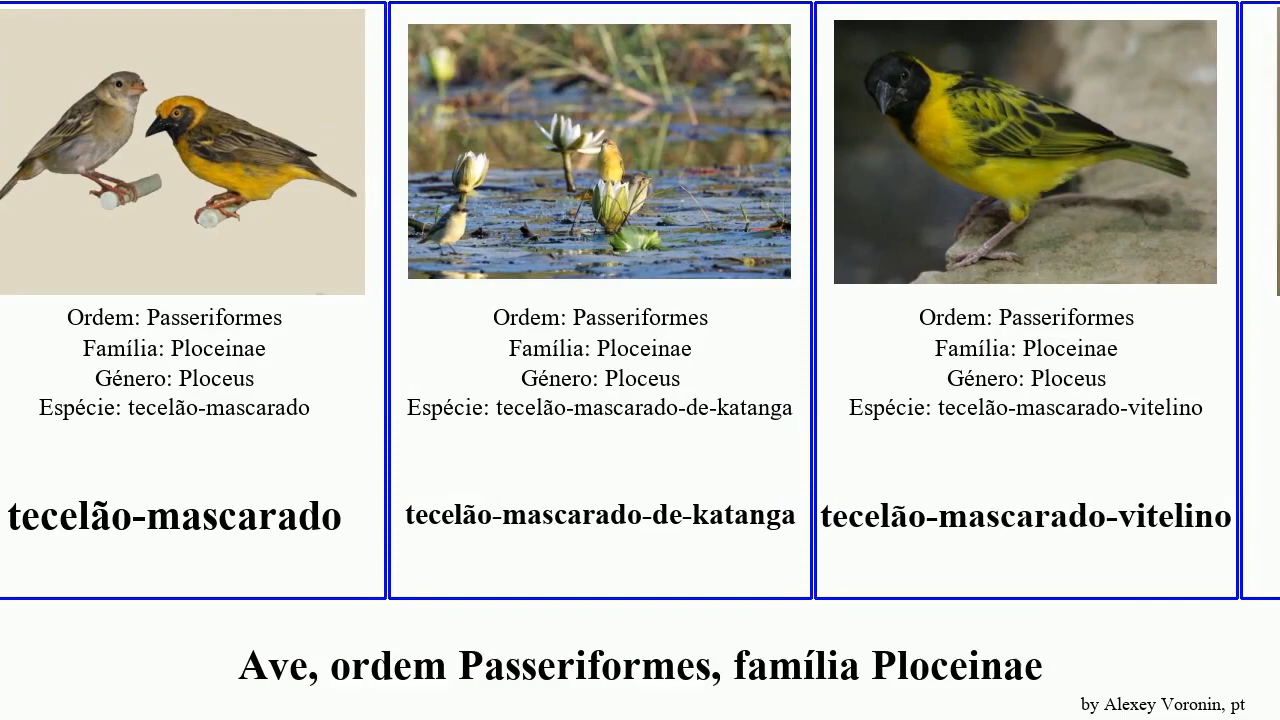 Ordem: Passeriformes
Família: Ploceinae
Género: Ploceus
Espécie: tecelão-mascarado
tecelão-mascarado
Ordem: Passeriformes
Família: Ploceinae
Género: Ploceus
Espécie: tecelão-mascarado-de-katanga
tecelão-mascarado-de-katanga
Ordem: Passeriformes
Família: Ploceinae
Género: Ploceus
Espécie: tecelão-mascarado-vitelino
tecelão-mascarado-vitelino
Ave, ordem Passeriformes, família Ploceinae
by Alexey Voronin, pt